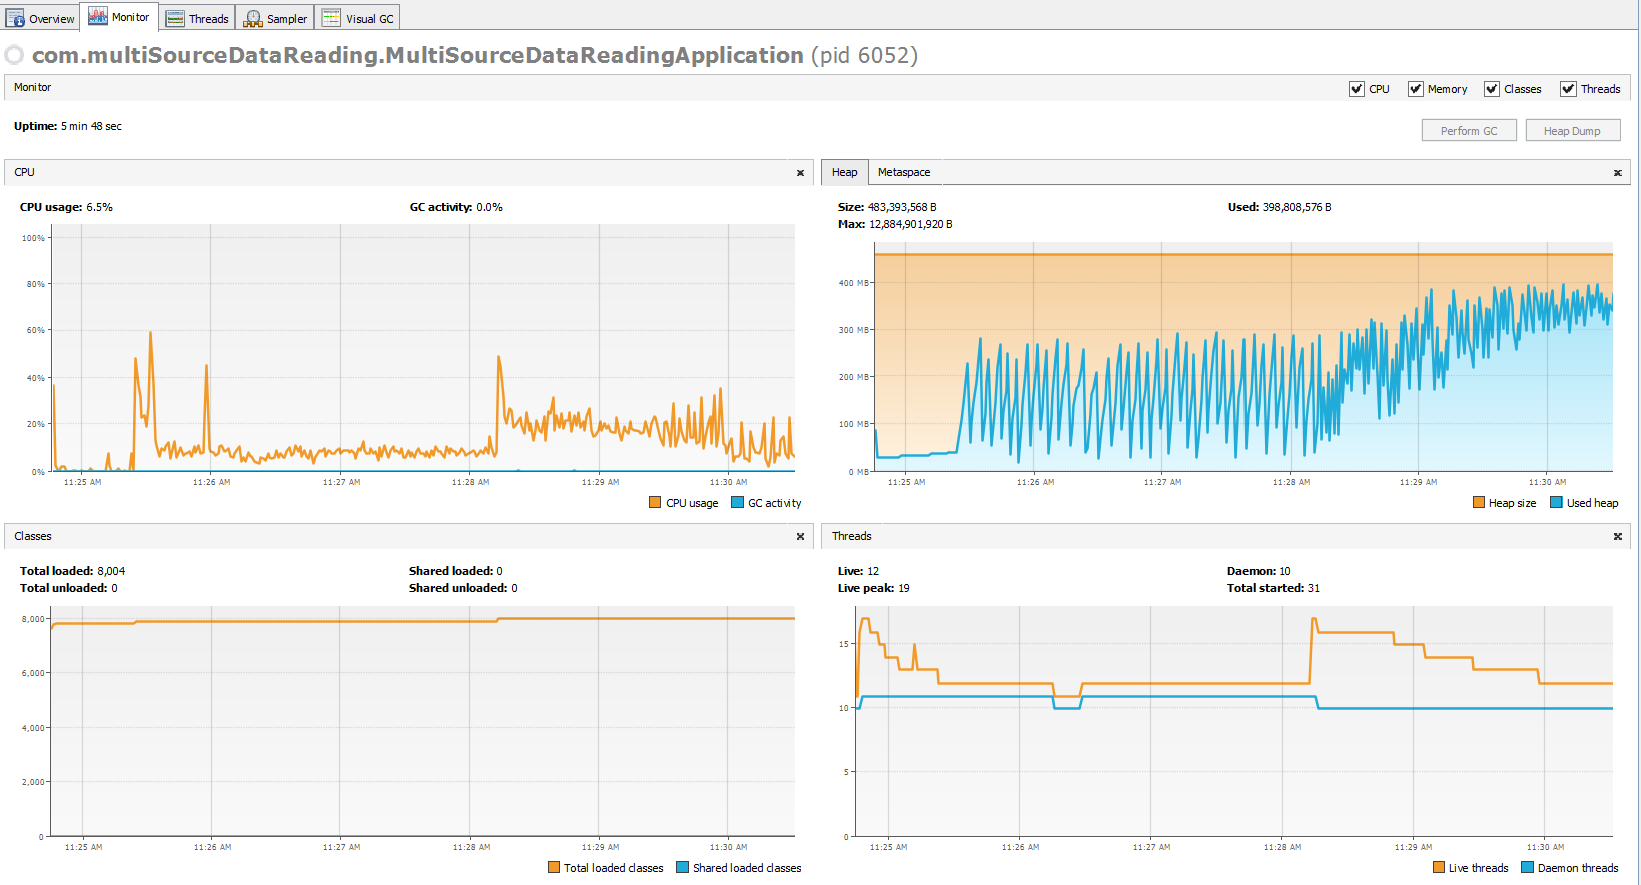 Overview Monitor Threads Sampler Visual GC
com.multiSourceDataReading.MultiSourceDataReadingApplication (pid 6052)
Monitor CPU Memory Classes Threads
Uptime: 5 min 48 sec
Perform GC Heap Dump
CPU
CPU usage: 6.5% GC activity: 0.0%
100%
80%
60%
40%
20%
0%
11:25 AM 11:26 AM 11:27 AM 11:28 AM 11:29 AM 11:30 AM
CPU usage GC activity
Heap Metaspace
Size: 483,393,568 B Used: 398,808,576 B
Max: 12,884,901,920 B
400 MB
300 MB
200 MB
100 MB
0 MB
11:25 AM 11:26 AM 11:27 AM 11:28 AM 11:29 AM 11:30 AM
Heap size Used heap
Classes
Total loaded: 8,004 Shared loaded: 0
Total unloaded: 0 Shared unloaded: 0
8,000
6,000
4,000
2,000
0
11:25 AM 11:26 AM 11:27 AM 11:28 AM 11:29 AM 11:30 AM
Total loaded classes Shared loaded classes
Threads
Live: 12 Daemon: 10
Live peak: 19 Total started: 31
15
10
5
0
11:25 AM 11:26 AM 11:27 AM 11:28 AM 11:29 AM 11:30 AM
Live threads Daemon threads